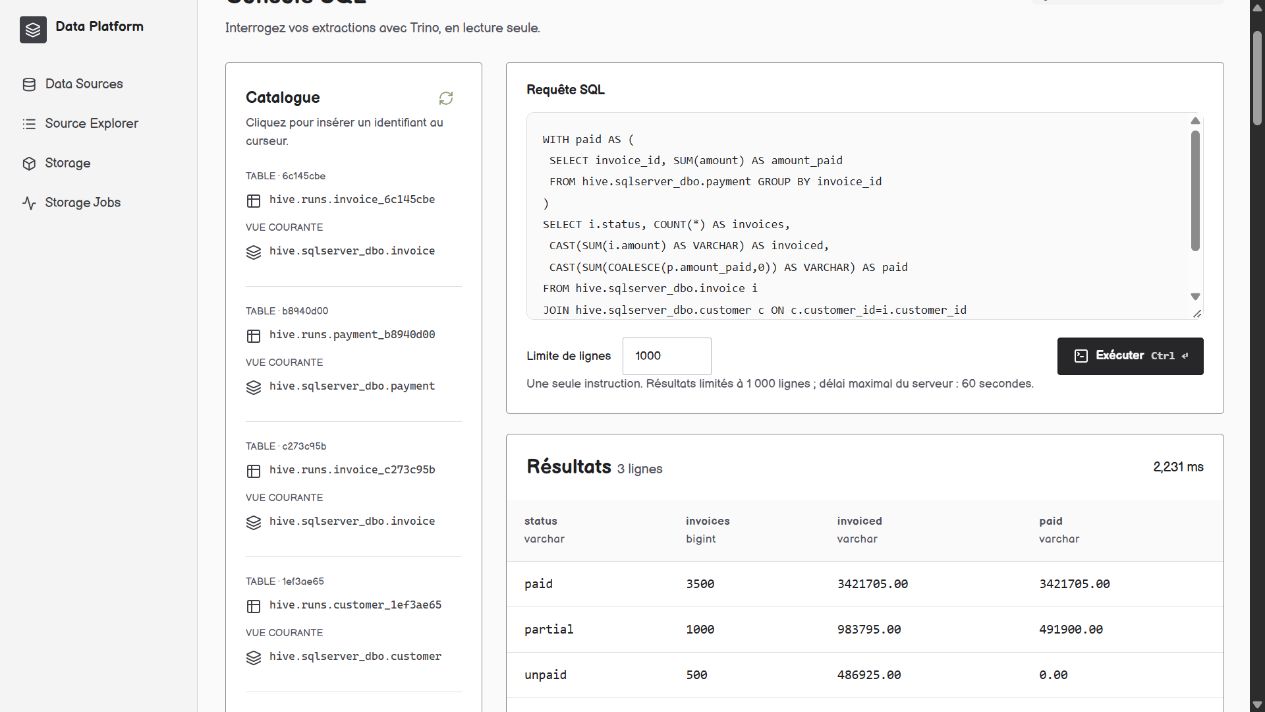 Data Platform
Data Sources
Source Explorer
Storage
Storage Jobs
Console SQL
Interrogez vos extractions avec Trino, en lecture seule.
Catalogue
Cliquez pour insérer un identifiant au
curseur.
TABLE · 6c145cbe
hive.runs.invoice_6c145cbe
VUE COURANTE
hive.sqlserver_dbo.invoice
TABLE · b8940d00
hive.runs.payment_b8940d00
VUE COURANTE
hive.sqlserver_dbo.payment
TABLE · c273c95b
hive.runs.invoice_c273c95b
VUE COURANTE
hive.sqlserver_dbo.invoice
TABLE · 1ef3ae65
hive.runs.customer_1ef3ae65
VUE COURANTE
hive.sqlserver_dbo.customer
Requête SQL
WITH paid AS (
SELECT invoice_id, SUM(amount) AS amount_paid
FROM hive.sqlserver_dbo.payment GROUP BY invoice_id
)
SELECT i.status, COUNT(*) AS invoices,
CAST(SUM(i.amount) AS VARCHAR) AS invoiced,
CAST(SUM(COALESCE(p.amount_paid,0)) AS VARCHAR) AS paid
FROM hive.sqlserver_dbo.invoice i
JOIN hive.sqlserver_dbo.customer c ON c.customer_id=i.customer_id
Limite de lignes 1000 Exécuter Ctrl ↵
Une seule instruction. Résultats limités à 1 000 lignes ; délai maximal du serveur : 60 secondes.
Résultats 3 lignes 2,231 ms
status invoices invoiced paid
varchar bigint varchar varchar
paid 3500 3421705.00 3421705.00
partial 1000 983795.00 491900.00
unpaid 500 486925.00 0.00